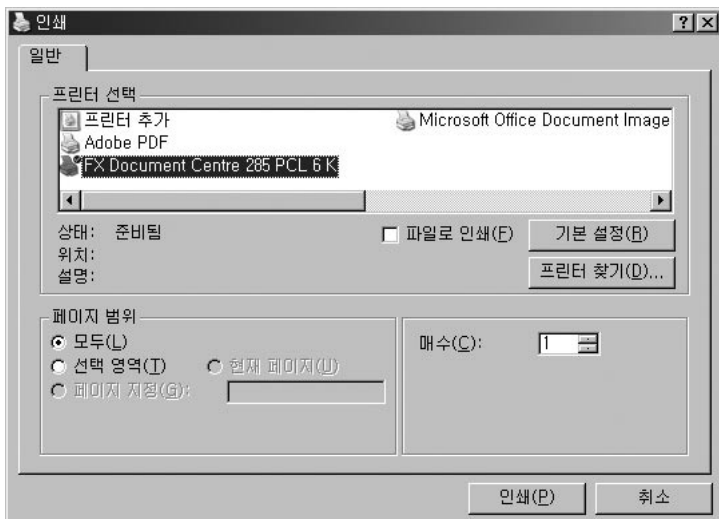 인쇄
일반
프린터 선택
프린터 추가
Microsoft Office Document Image
Adobe PDF
FX Document Centre 285 PCL 6 K
상태: 준비됨
파일로 인쇄(F)
기본 설정(R)
위치:
설명:
프린터 찾기(D)...
페이지 범위
모두(L)
선택 영역(T)
현재 페이지(U)
페이지 지정(G):
매수(C):
1
인쇄(P)
취소